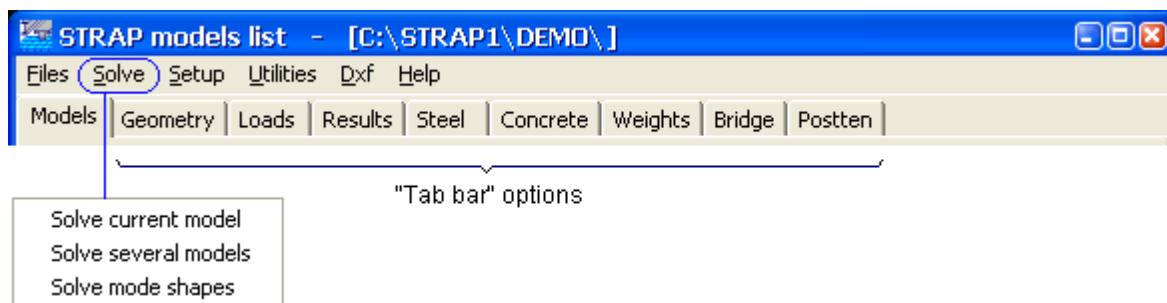 STRAP models list - [C:\STRAP1\DEMO\]
Files Solve Setup Utilities Dxf Help
Models Geometry Loads Results Steel Concrete Weights Bridge Postten
"Tab bar" options
Solve current model
Solve several models
Solve mode shapes